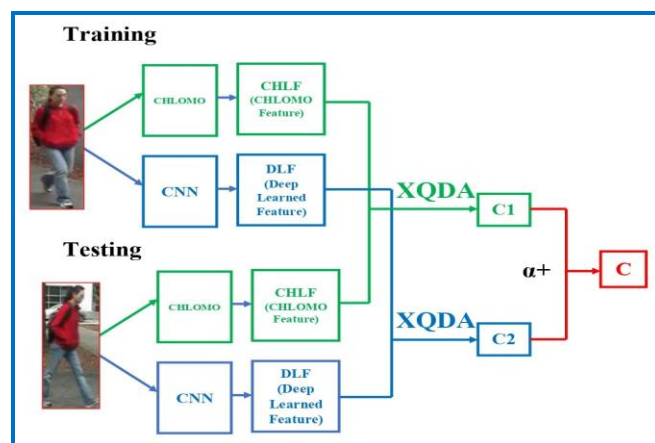 Training
CHLOMO
CHLF
(CHLOMO
Feature)
CNN
DLF
(Deep
Learned
Feature)
XQDA
C1
Testing
α+
C
CHLOMO
CHLF
(CHLOMO
Feature)
XQDA
C2
CNN
DLF
(Deep
Learned
Feature)